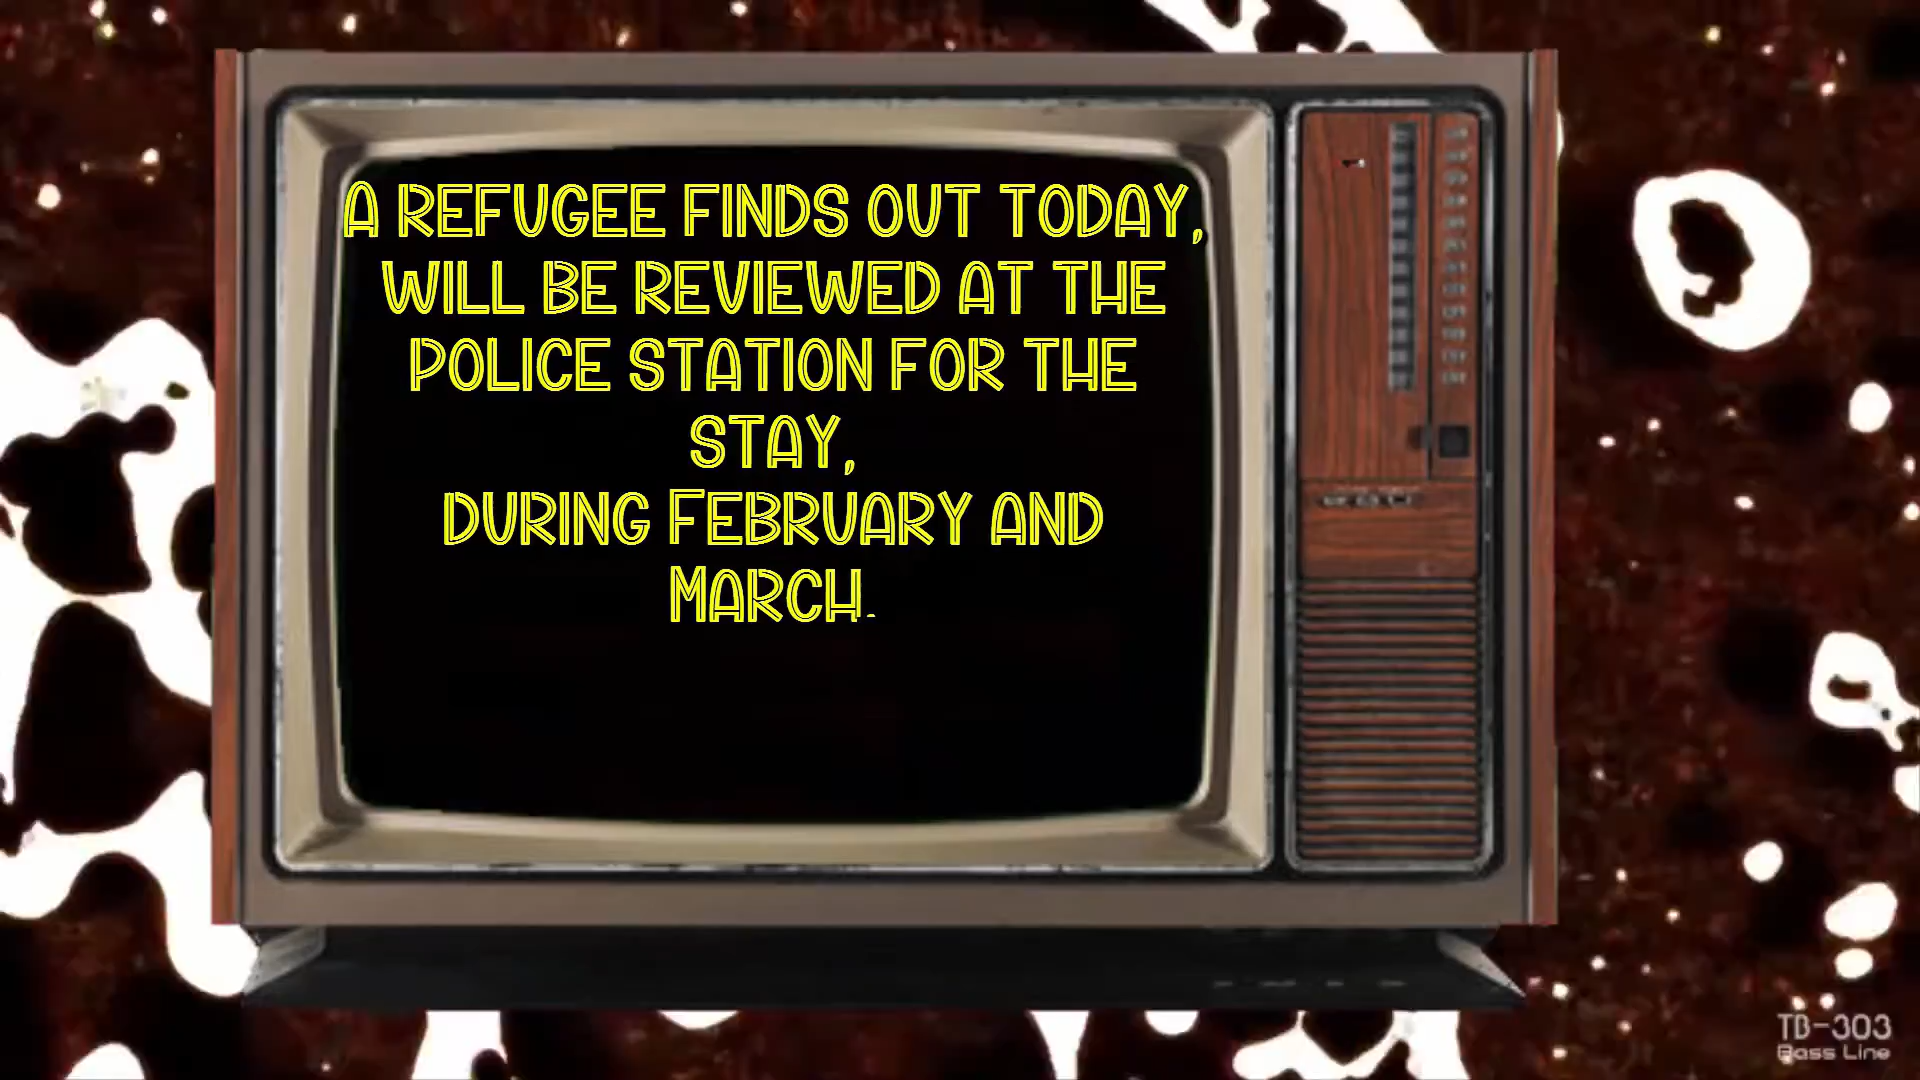 A REFUGEE FINDS OUT TODAY,
WILL BE REVIEWED AT THE
POLICE STATION FOR THE
STAY,
DURING FEBRUARY AND
MARCH.
TB-303
Bass Line